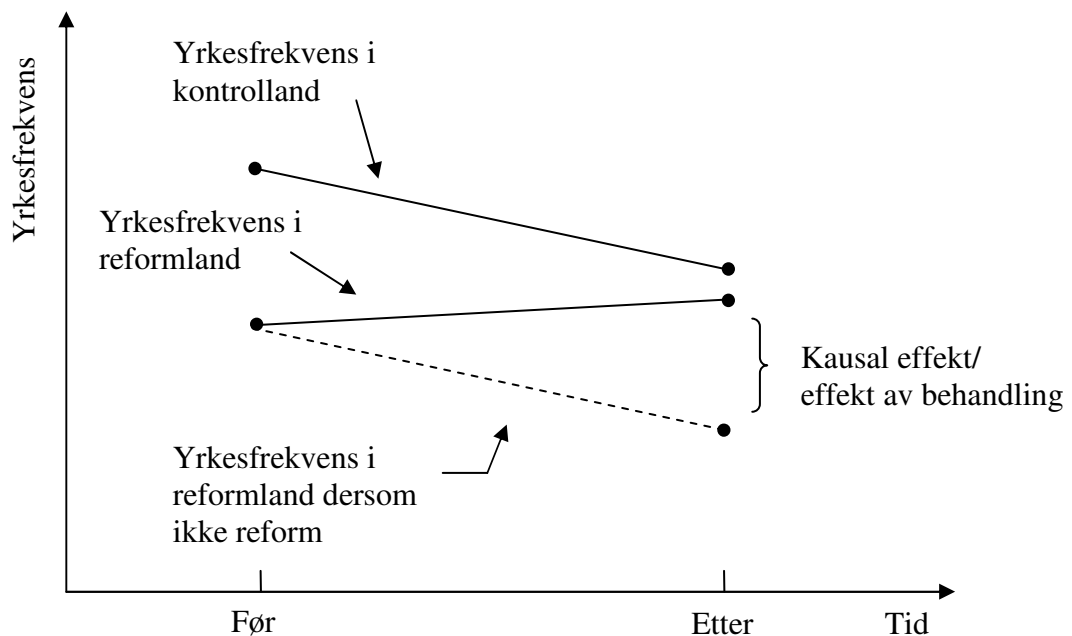 Yrkesfrekvens
Yrkesfrekvens i
kontrolland
Yrkesfrekvens i
reformland
Kausal effekt/
effekt av behandling
Yrkesfrekvens i
reformland dersom
ikke reform
Før
Etter
Tid